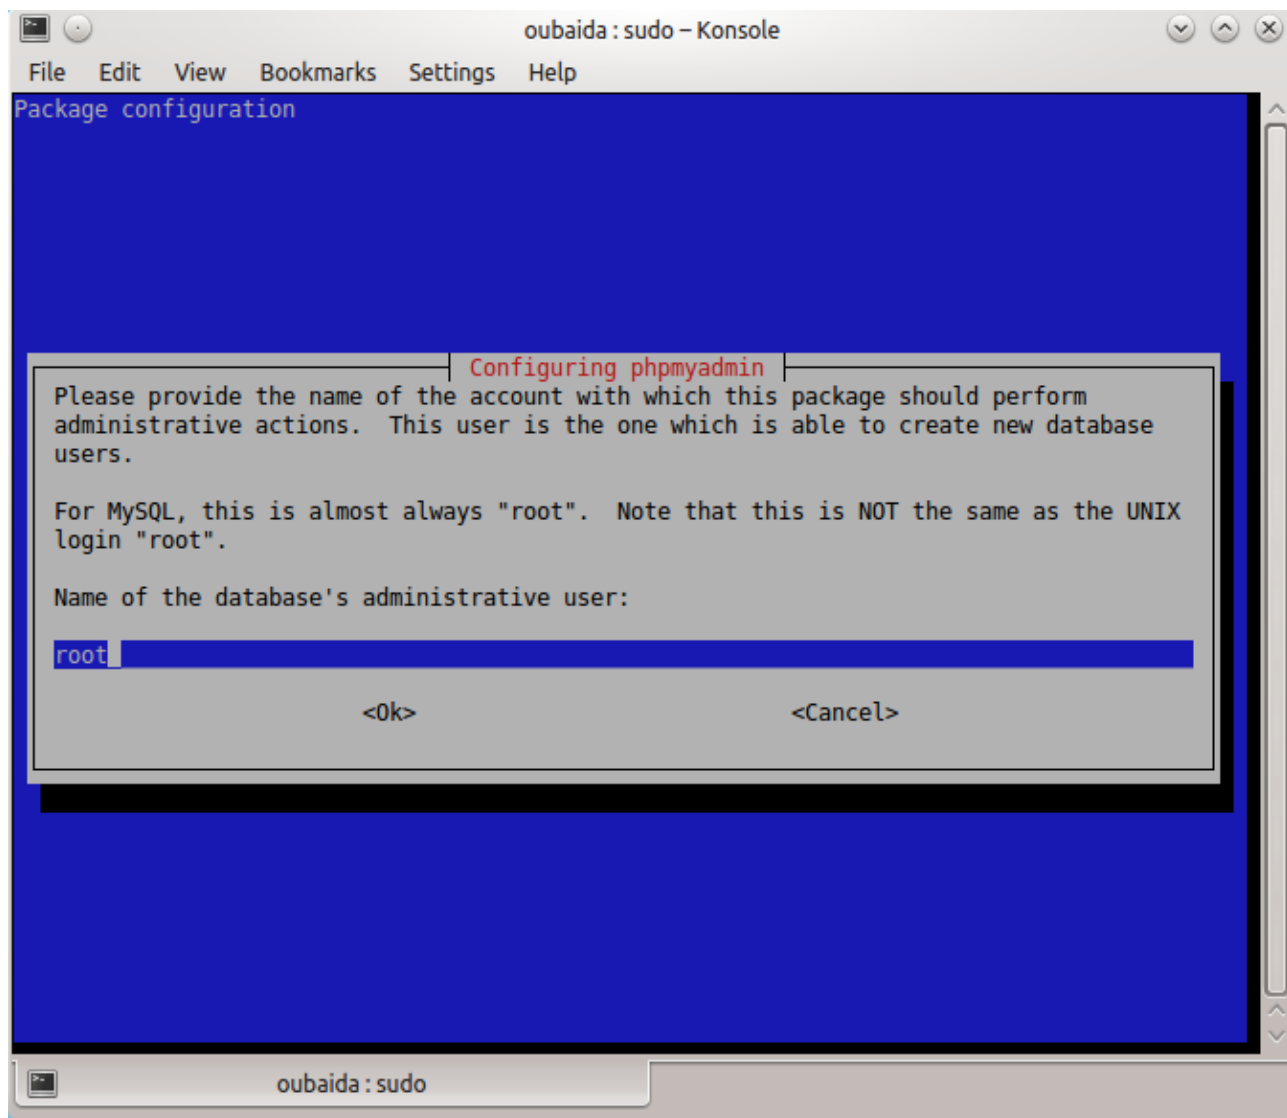 oubaida : sudo – Konsole
File Edit View Bookmarks Settings Help
Package configuration
Configuring phpmyadmin
Please provide the name of the account with which this package should perform
administrative actions.  This user is the one which is able to create new database
users.
For MySQL, this is almost always "root".  Note that this is NOT the same as the UNIX
login "root".
Name of the database's administrative user:
root
<Ok> <Cancel>
oubaida : sudo